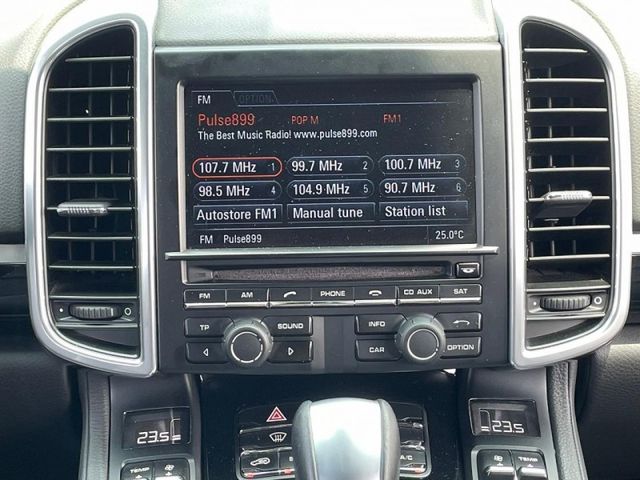 FM OPTION
Pulse899 POP M FM1
The Best Music Radio! www.pulse899.com
107.7 MHz 1 99.7 MHz 2 100.7 MHz 3
98.5 MHz 4 104.9 MHz 5 90.7 MHz 6
Autostore FM1 Manual tune Station list
FM Pulse899 25.0°C
FM AM PHONE CD AUX SAT
TP SOUND INFO
CAR OPTION
23.5 23.5
TEMP A/C TEMP